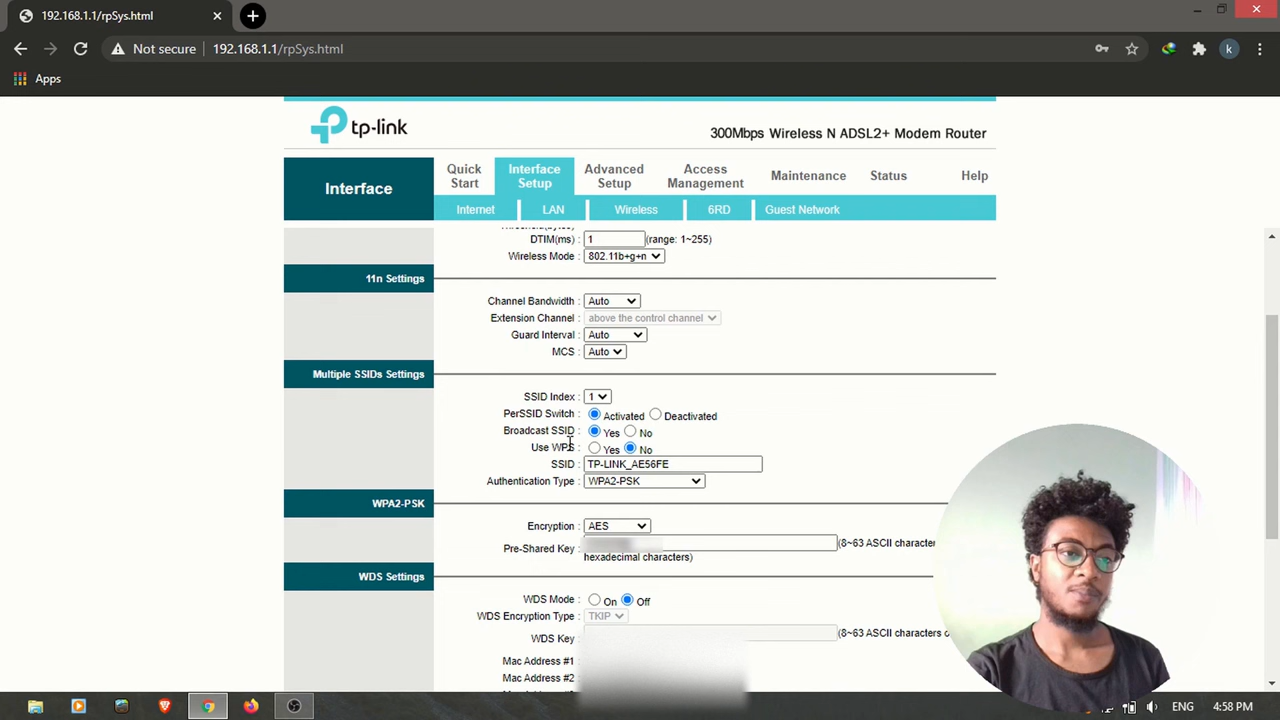 192.168.1.1/rpSys.html
Not secure 192.168.1.1/rpSys.html k
Apps
tp-link
300Mbps Wireless N ADSL2+ Modem Router
Interface
Quick Start
Interface Setup
Advanced Setup
Access Management
Maintenance
Status
Help
Internet LAN Wireless 6RD Guest Network
DTIM(ms) : 1 (range: 1~255)
Wireless Mode : 802.11b+g+n
11n Settings
Channel Bandwidth : Auto
Extension Channel : above the control channel
Guard Interval : Auto
MCS : Auto
Multiple SSIDs Settings
SSID Index : 1
PerSSID Switch : Activated Deactivated
Broadcast SSID : Yes No
Use WPS : Yes No
SSID : TP-LINK_AE56FE
Authentication Type : WPA2-PSK
WPA2-PSK
Encryption : AES
Pre-Shared Key : (8~63 ASCII
hexadecimal characters)
WDS Settings
WDS Mode : On Off
WDS Encryption Type : TKIP
WDS Key : (8~63 ASCII characters
Mac Address #1
Mac Address #2
ENG 4:58 PM